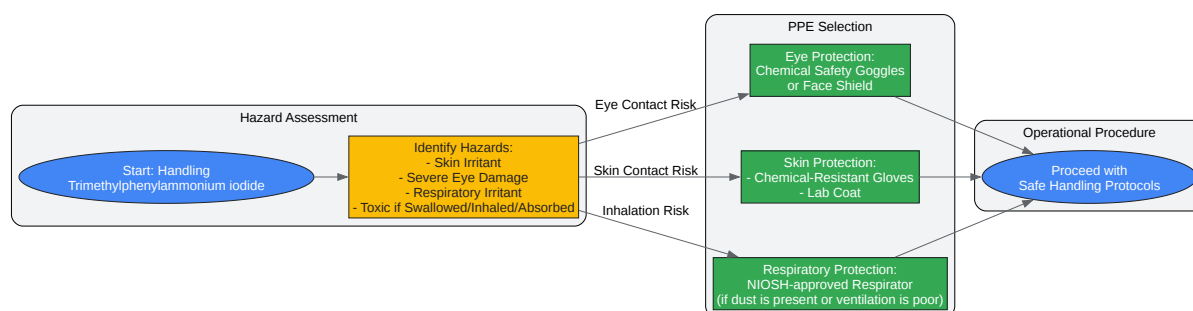 Hazard Assessment
Start: Handling
Trimethylphenylammonium iodide
Identify Hazards:
- Skin Irritant
- Severe Eye Damage
- Respiratory Irritant
- Toxic if Swallowed/Inhaled/Absorbed
Eye Contact Risk
Skin Contact Risk
Inhalation Risk
PPE Selection
Eye Protection:
Chemical Safety Goggles
or Face Shield
Skin Protection:
- Chemical-Resistant Gloves
- Lab Coat
Respiratory Protection:
NIOSH-approved Respirator
(if dust is present or ventilation is poor)
Operational Procedure
Proceed with
Safe Handling Protocols